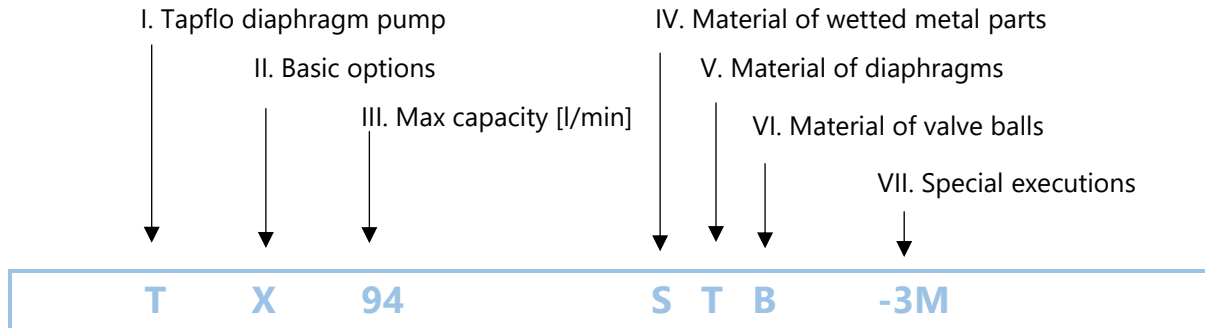 I. Tapflo diaphragm pump
IV. Material of wetted metal parts
II. Basic options
V. Material of diaphragms
III. Max capacity [l/min]
VI. Material of valve balls
VII. Special executions
T X 94 S T B -3M